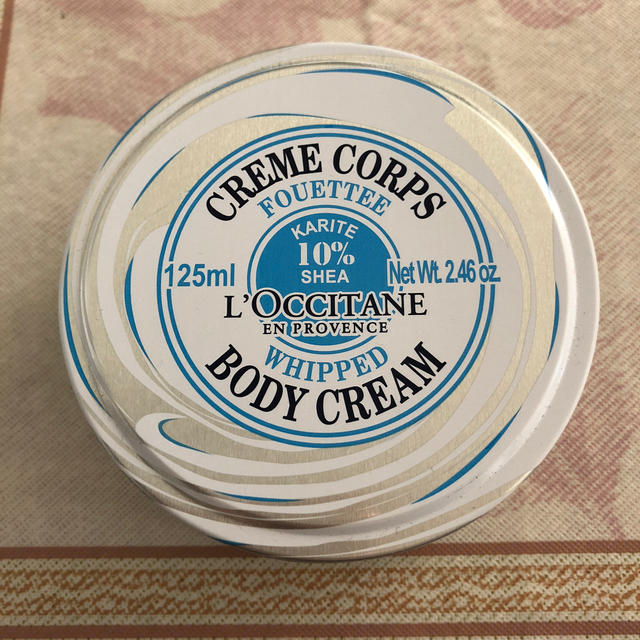 CREME CORPS
FOUETTEE
KARITE
10%
SHEA
125ml
Net Wt. 2.46 oz.
L'OCCITANE
EN PROVENCE
WHIPPED
BODY CREAM